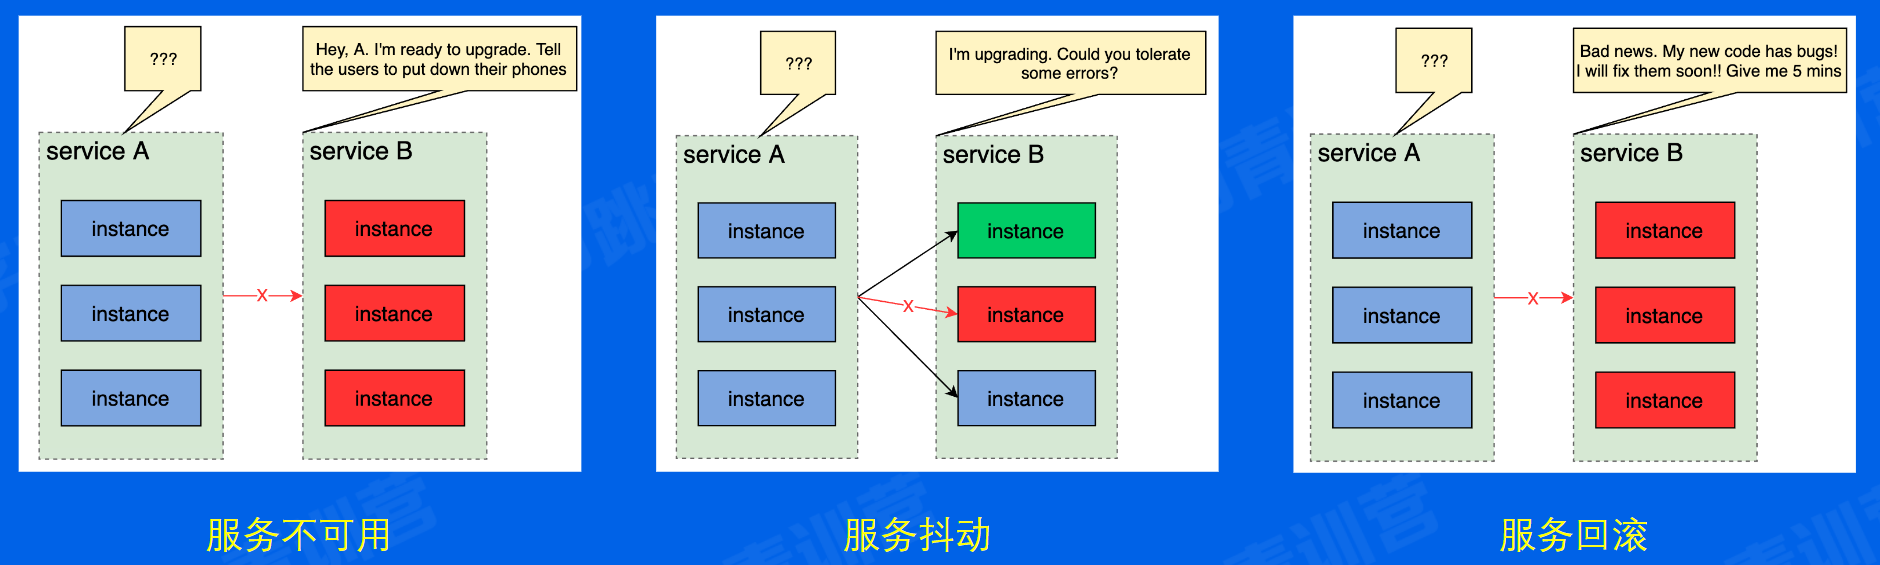 ???
Hey, A. I'm ready to upgrade. Tell
the users to put down their phones
service A
service B
instance
instance
instance
instance
instance
instance
X
服务不可用
???
I'm upgrading. Could you tolerate
some errors?
service A
service B
instance
instance
instance
instance
instance
instance
X
服务抖动
???
Bad news. My new code has bugs!
I will fix them soon!! Give me 5 mins
service A
service B
instance
instance
instance
instance
instance
instance
X
服务回滚